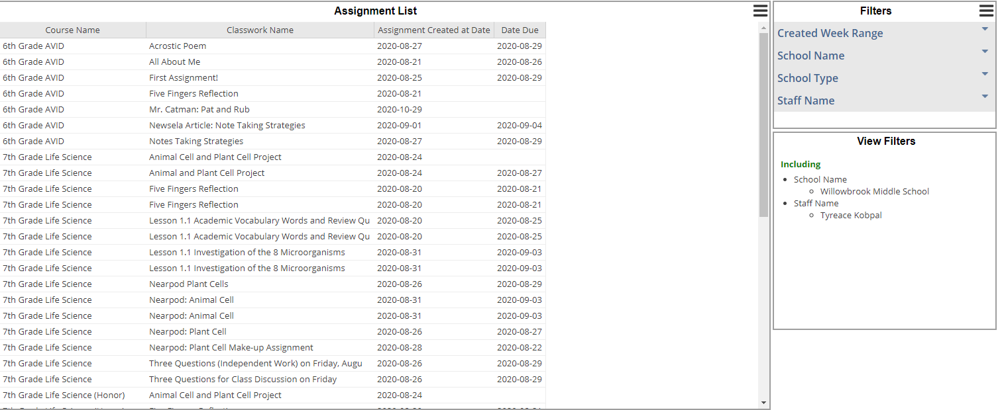 Assignment List
Course Name Classwork Name Assignment Created at Date Date Due
6th Grade AVID Acrostic Poem 2020-08-27 2020-08-29
6th Grade AVID All About Me 2020-08-21 2020-08-26
6th Grade AVID First Assignment! 2020-08-25 2020-08-29
6th Grade AVID Five Fingers Reflection 2020-08-21
6th Grade AVID Mr. Catman: Pat and Rub 2020-10-29
6th Grade AVID Newsela Article: Note Taking Strategies 2020-09-01 2020-09-04
6th Grade AVID Notes Taking Strategies 2020-08-27 2020-08-29
7th Grade Life Science Animal Cell and Plant Cell Project 2020-08-24
7th Grade Life Science Animal and Plant Cell Project 2020-08-24 2020-08-27
7th Grade Life Science Five Fingers Reflection 2020-08-20 2020-08-21
7th Grade Life Science Five Fingers Reflection 2020-08-20 2020-08-21
7th Grade Life Science Lesson 1.1 Academic Vocabulary Words and Review Qu 2020-08-20 2020-08-25
7th Grade Life Science Lesson 1.1 Academic Vocabulary Words and Review Qu 2020-08-20 2020-08-25
7th Grade Life Science Lesson 1.1 Investigation of the 8 Microorganisms 2020-08-31 2020-09-03
7th Grade Life Science Lesson 1.1 Investigation of the 8 Microorganisms 2020-08-31 2020-09-03
7th Grade Life Science Nearpod Plant Cells 2020-08-26 2020-08-29
7th Grade Life Science Nearpod: Animal Cell 2020-08-31 2020-09-03
7th Grade Life Science Nearpod: Animal Cell 2020-08-31 2020-09-03
7th Grade Life Science Nearpod: Plant Cell 2020-08-26 2020-08-27
7th Grade Life Science Nearpod: Plant Cell Make-up Assignment 2020-08-28 2020-08-22
7th Grade Life Science Three Questions (Independent Work) on Friday, Augu 2020-08-26 2020-08-29
7th Grade Life Science Three Questions for Class Discussion on Friday 2020-08-26 2020-08-29
7th Grade Life Science (Honor) Animal Cell and Plant Cell Project 2020-08-24
Filters
Created Week Range
School Name
School Type
Staff Name
View Filters
Including
School Name
Willowbrook Middle School
Staff Name
Tyreace Kobpal